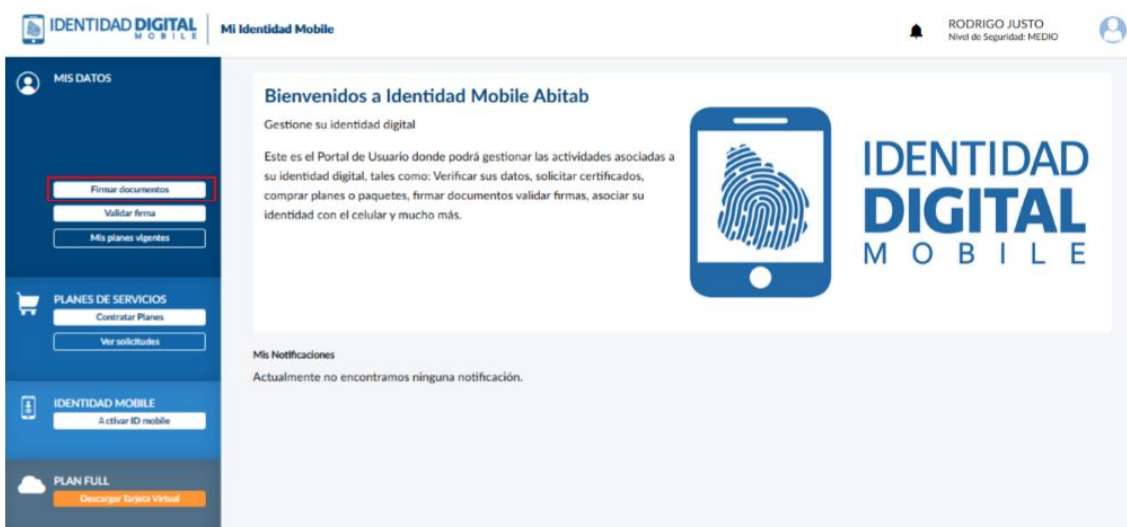 IDENTIDAD DIGITAL
MOBILE
Mi Identidad Mobile
RODRIGO JUSTO
Nivel de Seguridad: MEDIO
MIS DATOS
Firmar documentos
Validar firma
Mis planes vigentes
PLANES DE SERVICIOS
Contratar Planes
Ver solicitudes
IDENTIDAD MOBILE
Activar ID mobile
PLAN FULL
Descargar Tarjeta Virtual
Bienvenidos a Identidad Mobile Abitab
Gestione su identidad digital
Este es el Portal de Usuario donde podrá gestionar las actividades asociadas a
su identidad digital, tales como: Verificar sus datos, solicitar certificados,
comprar planes o paquetes, firmar documentos validar firmas, asociar su
identidad con el celular y mucho más.
IDENTIDAD
DIGITAL
MOBILE
Mis Notificaciones
Actualmente no encontramos ninguna notificación.